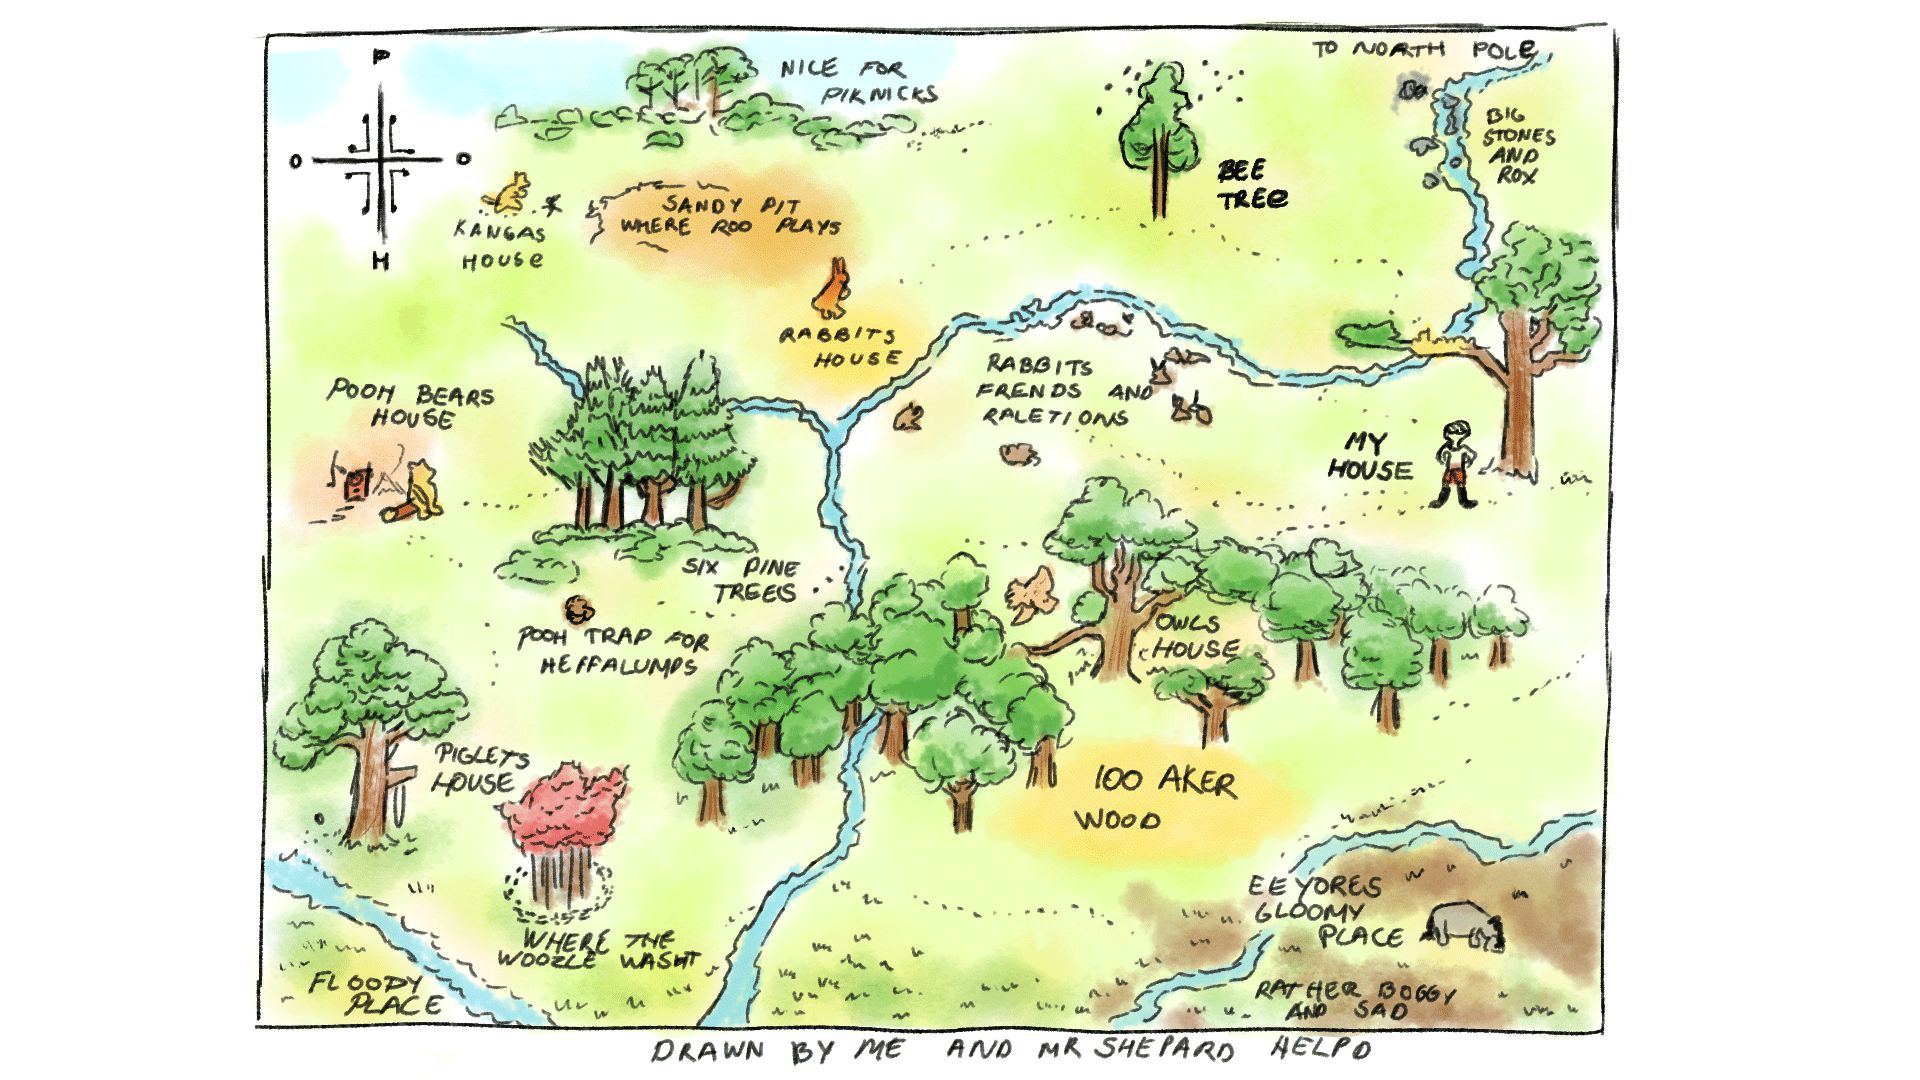 P
O
O
H
NICE FOR
PIKNICKS
TO NORTH POLE
BIG
STONES
AND
ROX
BEE
TREE
KANGAS
HOUSE
SANDY PIT
WHERE ROO PLAYS
RABBITS
HOUSE
RABBITS
FRENDS AND
RALETIONS
POOH BEARS
HOUSE
MY
HOUSE
SIX PINE
TREES
POOH TRAP FOR
HEFFALUMPS
OWLS
HOUSE
PIGLETS
HOUSE
100 AKER
WOOD
WHERE THE
WOOZLE WASNT
FLOODY
PLACE
EEYORES
GLOOMY
PLACE
RATHER BOGGY
AND SAD
DRAWN BY ME AND MR SHEPARD HELPD